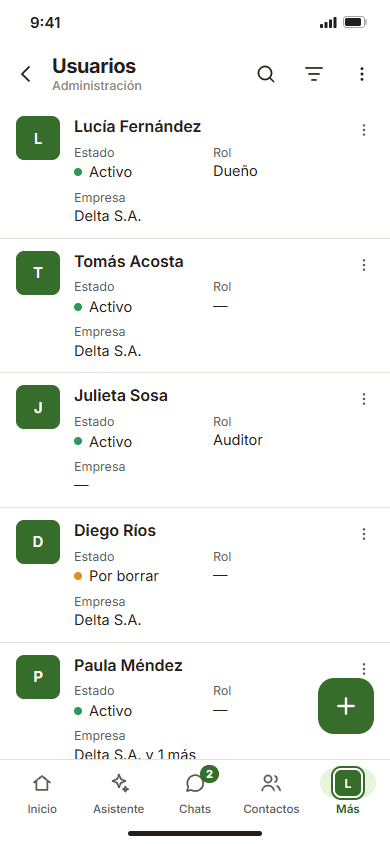 9:41
Usuarios
Administración
L
Lucía Fernández
Estado
Rol
Activo
Dueño
Empresa
Delta S.A.
T
Tomás Acosta
Estado
Rol
Activo
—
Empresa
Delta S.A.
J
Julieta Sosa
Estado
Rol
Activo
Auditor
Empresa
—
D
Diego Ríos
Estado
Rol
Por borrar
—
Empresa
Delta S.A.
P
Paula Méndez
Estado
Rol
Activo
—
Empresa
Delta S.A. y 1 más
2
L
Inicio
Asistente
Chats
Contactos
Más